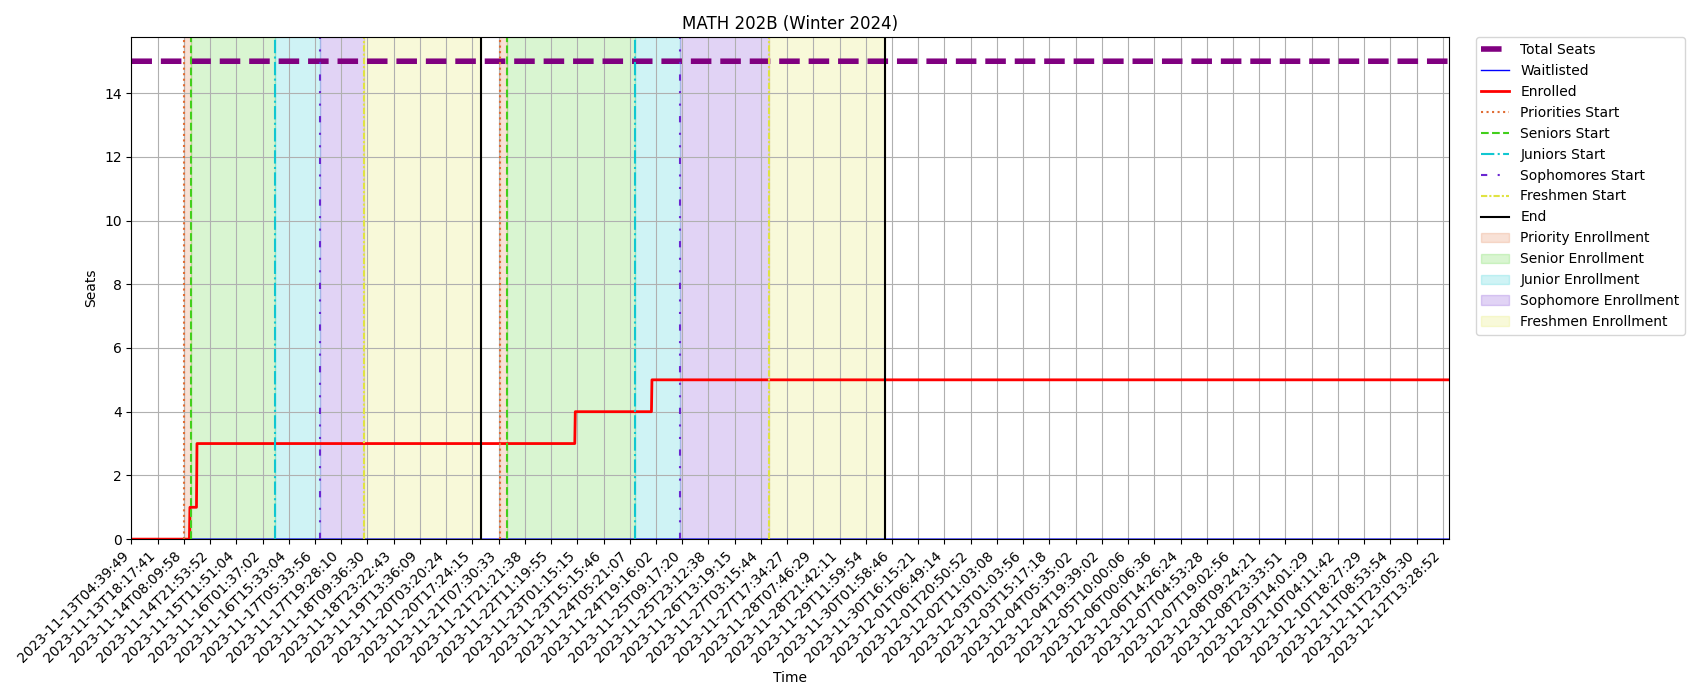 MATH 202B (Winter 2024)
Total Seats
Waitlisted
Enrolled
Priorities Start
Seniors Start
Juniors Start
Sophomores Start
Freshmen Start
End
Priority Enrollment
Senior Enrollment
Junior Enrollment
Sophomore Enrollment
Freshmen Enrollment
Seats
14
12
10
8
6
4
2
0
2023-11-13T04:39:49
2023-11-13T18:17:41
2023-11-14T08:09:58
2023-11-14T21:53:52
2023-11-15T11:51:04
2023-11-16T01:37:02
2023-11-16T15:33:04
2023-11-17T05:33:56
2023-11-17T19:28:10
2023-11-18T09:36:30
2023-11-18T23:22:43
2023-11-19T13:36:09
2023-11-20T03:20:24
2023-11-20T17:24:15
2023-11-21T07:30:33
2023-11-21T21:21:38
2023-11-22T11:19:55
2023-11-23T01:15:15
2023-11-23T15:15:46
2023-11-24T05:21:07
2023-11-24T19:16:02
2023-11-25T09:17:20
2023-11-25T23:12:38
2023-11-26T13:19:15
2023-11-27T03:15:44
2023-11-27T17:34:27
2023-11-28T07:46:29
2023-11-28T21:42:11
2023-11-29T11:59:54
2023-11-30T01:58:46
2023-11-30T16:15:21
2023-12-01T06:49:14
2023-12-01T20:50:52
2023-12-02T11:03:08
2023-12-03T01:03:56
2023-12-03T15:17:18
2023-12-04T05:35:02
2023-12-04T19:39:02
2023-12-05T10:00:06
2023-12-06T00:06:36
2023-12-06T14:26:24
2023-12-07T04:53:28
2023-12-07T19:02:56
2023-12-08T09:24:21
2023-12-08T23:33:51
2023-12-09T14:01:29
2023-12-10T04:11:42
2023-12-10T18:27:29
2023-12-11T08:53:54
2023-12-11T23:05:30
2023-12-12T13:28:52
Time